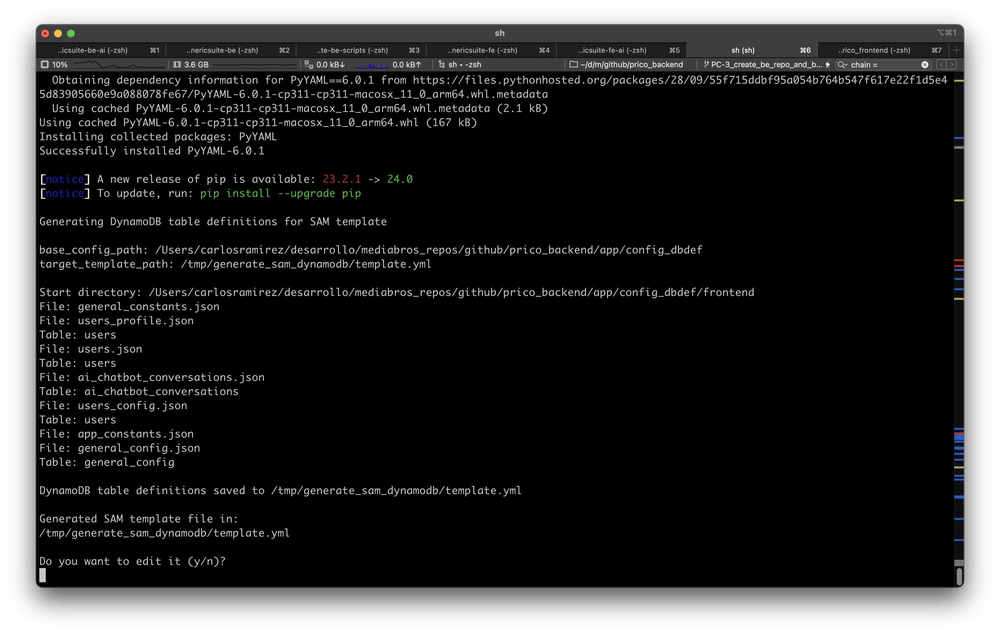 sh
⌥⌘1
..icsuite-be-ai (-zsh) ⌘1 ..nericsuite-be (-zsh) ⌘2 ..te-be-scripts (-zsh) ⌘3 ..nericsuite-fe (-zsh) ⌘4 ..icsuite-fe-ai (-zsh) ⌘5 sh (sh) ⌘6 ..rico_frontend (-zsh) ⌘7
10% 3.6 GB 0.0 kB↓ 0.0 kB↑ sh ◂ -zsh ~/d/m/github/prico_backend PC-3_create_be_repo_and_b... chain =
Obtaining dependency information for PyYAML==6.0.1 from https://files.pythonhosted.org/packages/28/09/55f715ddbf95a054b764b547f617e22f1d5e4
5d83905660e9a088078fe67/PyYAML-6.0.1-cp311-cp311-macosx_11_0_arm64.whl.metadata
Using cached PyYAML-6.0.1-cp311-cp311-macosx_11_0_arm64.whl.metadata (2.1 kB)
Using cached PyYAML-6.0.1-cp311-cp311-macosx_11_0_arm64.whl (167 kB)
Installing collected packages: PyYAML
Successfully installed PyYAML-6.0.1
[notice] A new release of pip is available: 23.2.1 -> 24.0
[notice] To update, run: pip install --upgrade pip
Generating DynamoDB table definitions for SAM template
base_config_path: /Users/carlosramirez/desarrollo/mediabros_repos/github/prico_backend/app/config_dbdef
target_template_path: /tmp/generate_sam_dynamodb/template.yml
Start directory: /Users/carlosramirez/desarrollo/mediabros_repos/github/prico_backend/app/config_dbdef/frontend
File: general_constants.json
File: users_profile.json
Table: users
File: users.json
Table: users
File: ai_chatbot_conversations.json
Table: ai_chatbot_conversations
File: users_config.json
Table: users
File: app_constants.json
File: general_config.json
Table: general_config
DynamoDB table definitions saved to /tmp/generate_sam_dynamodb/template.yml
Generated SAM template file in:
/tmp/generate_sam_dynamodb/template.yml
Do you want to edit it (y/n)?